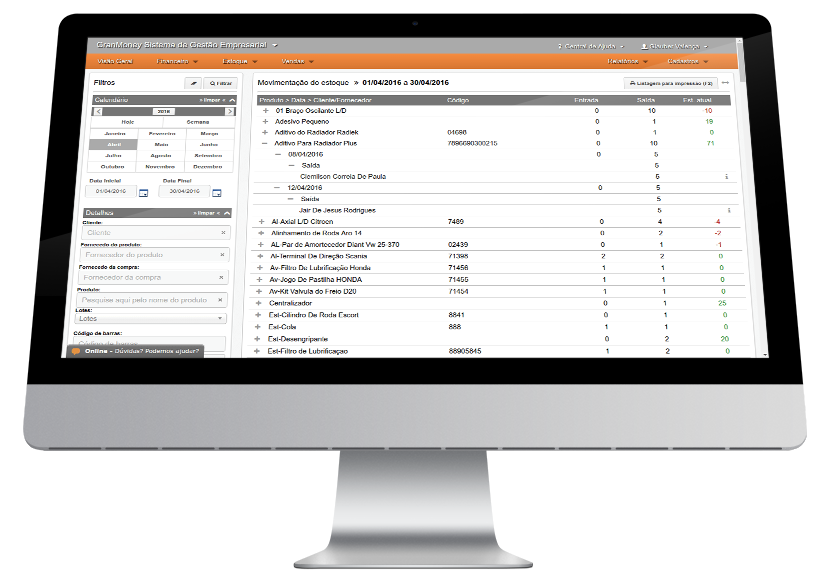 GranMoney Sistema de Gestão Empresarial
Central de Ajuda
Glauber Valença
Visão Geral Financeiro Estoque Vendas Relatórios Cadastros
Filtros
Filtrar
Calendário » limpar «
2016
Hoje Semana
Janeiro Fevereiro Março
Abril Maio Junho
Julho Agosto Setembro
Outubro Novembro Dezembro
Data Inicial Data Final
01/04/2016 30/04/2016
Detalhes » limpar «
Cliente:
Cliente
Fornecedo do produto:
Fornecedor do produto
Fornecedo da compra:
Fornecedor da compra
Produto:
Pesquise aqui pelo nome do produto
Lotes:
Lotes
Código de barras:
Online - Dúvidas? Podemos ajudar?
Movimentação do estoque » 01/04/2016 a 30/04/2016
Listagem para impressão (F2)
Produto > Data > Cliente/Fornecedor Código Entrada Saída Est. atual
01 Braço Oscilante L/D 0 10 -10
Adesivo Pequeno 0 1 19
Aditivo do Radiador Radiek 04698 0 1 0
Aditivo Para Radiador Plus 7896690300215 0 10 71
08/04/2016 0 5
Saída 5
Clemilson Correia De Paula 5
12/04/2016 0 5
Saída 5
Jair De Jesus Rodrigues 5
Al-Axial L/D Citroen 7489 0 4 -4
Alinhamento de Roda Aro 14 0 2 -2
AL-Par de Amortecedor Diant Vw 25-370 02439 0 1 -1
Al-Terminal De Direção Scania 71398 2 2 0
Av-Filtro De Lubrificação Honda 71456 1 1 0
Av-Jogo De Pastilha HONDA 71455 1 1 0
Av-Kit Valvula do Freio D20 71454 1 1 0
Centralizador 0 1 25
Est-Cilindro De Roda Escort 8841 0 1 0
Est-Cola 888 1 1 0
Est-Desengripante 0 2 20
Est-Filtro de Lubrificaçao 88905845 1 2 0